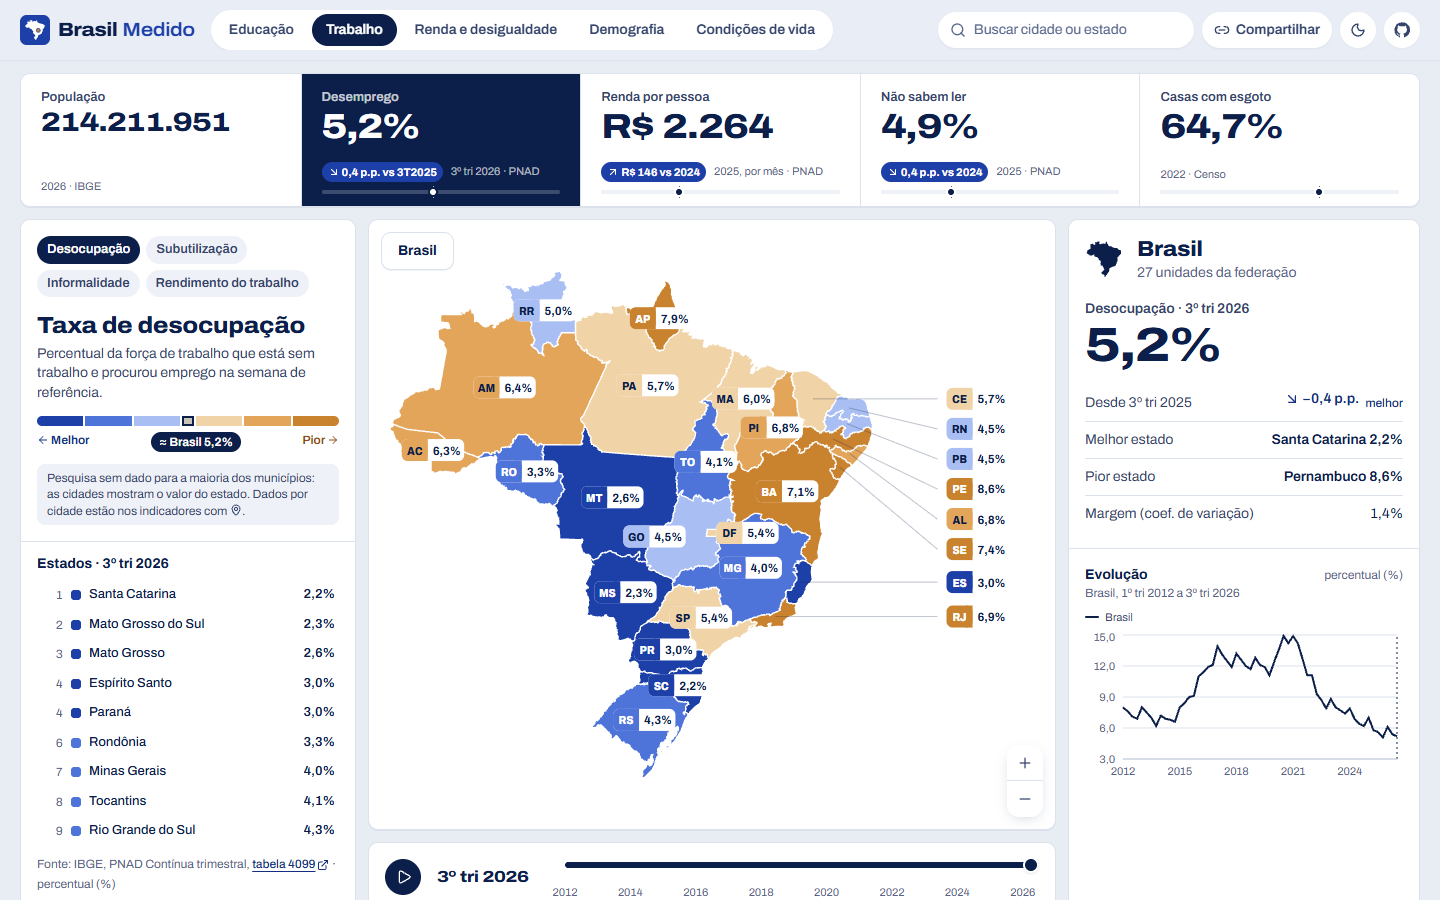 Brasil Medido
Educação
Trabalho
Renda e desigualdade
Demografia
Condições de vida
Buscar cidade ou estado
Compartilhar
População
214.211.951
2026 · IBGE
Desemprego
5,2%
↘ 0,4 p.p. vs 3T2025
3º tri 2026 · PNAD
Renda por pessoa
R$ 2.264
↗ R$ 146 vs 2024
2025, por mês · PNAD
Não sabem ler
4,9%
↘ 0,4 p.p. vs 2024
2025 · PNAD
Casas com esgoto
64,7%
2022 · Censo
Desocupação
Subutilização
Informalidade
Rendimento do trabalho
Taxa de desocupação
Percentual da força de trabalho que está sem
trabalho e procurou emprego na semana de
referência.
← Melhor
≈ Brasil 5,2%
Pior →
Pesquisa sem dado para a maioria dos municípios:
as cidades mostram o valor do estado. Dados por
cidade estão nos indicadores com .
Estados · 3º tri 2026
1 Santa Catarina 2,2%
2 Mato Grosso do Sul 2,3%
3 Mato Grosso 2,6%
4 Espírito Santo 3,0%
4 Paraná 3,0%
6 Rondônia 3,3%
7 Minas Gerais 4,0%
8 Tocantins 4,1%
9 Rio Grande do Sul 4,3%
Fonte: IBGE, PNAD Contínua trimestral, tabela 4099 ·
percentual (%)
Brasil
RR 5,0%
AP 7,9%
AM 6,4%
PA 5,7%
MA 6,0%
CE 5,7%
PI 6,8%
RN 4,5%
AC 6,3%
RO 3,3%
TO 4,1%
PB 4,5%
MT 2,6%
BA 7,1%
PE 8,6%
AL 6,8%
GO 4,5%
DF 5,4%
SE 7,4%
MG 4,0%
ES 3,0%
MS 2,3%
SP 5,4%
RJ 6,9%
PR 3,0%
SC 2,2%
RS 4,3%
+
−
3º tri 2026
2012 2014 2016 2018 2020 2022 2024 2026
Brasil
27 unidades da federação
Desocupação · 3º tri 2026
5,2%
Desde 3º tri 2025 ↘ −0,4 p.p. melhor
Melhor estado Santa Catarina 2,2%
Pior estado Pernambuco 8,6%
Margem (coef. de variação) 1,4%
Evolução percentual (%)
Brasil, 1º tri 2012 a 3º tri 2026
Brasil
15,0
12,0
9,0
6,0
3,0
2012 2015 2018 2021 2024